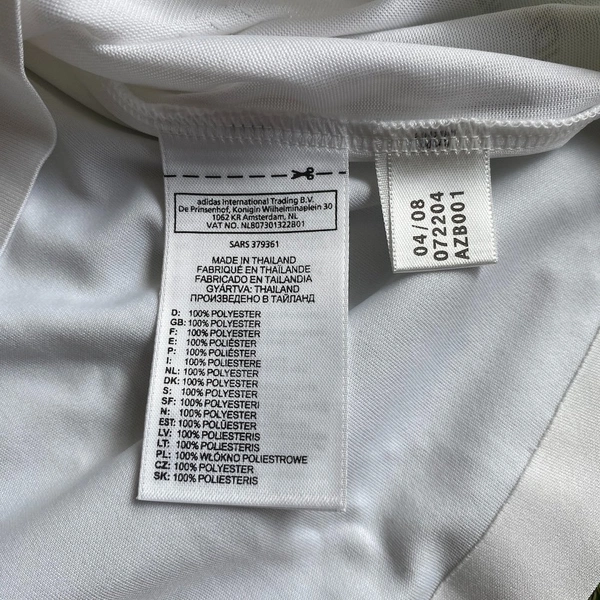 adidas International Trading B.V.
De Prinsenhof, Konigin Wilhelminaplein 30
1062 KR Amsterdam, NL
VAT NO. NLB07301322B01
SARS 379361
MADE IN THAILAND
FABRIQUÉ EN THAÏLANDE
FABRICADO EN TAILANDIA
GYÁRTVA: THAILAND
ПРОИЗВЕДЕНО В ТАЙЛАНД
D: 100% POLYESTER
GB: 100% POLYESTER
F: 100% POLYESTER
E: 100% POLIÉSTER
P: 100% POLIÉSTER
I: 100% POLIESTERE
NL: 100% POLYESTER
DK: 100% POLYESTER
S: 100% POLYESTER
SF: 100% POLYESTERI
N: 100% POLYESTER
EST: 100% POLÜESTER
LV: 100% POLIESTERIS
LT: 100% POLIESTERIS
PL: 100% WŁÓKNO POLIESTROWE
CZ: 100% POLYESTER
SK: 100% POLYESTERIS
04/08
072204
AZB001